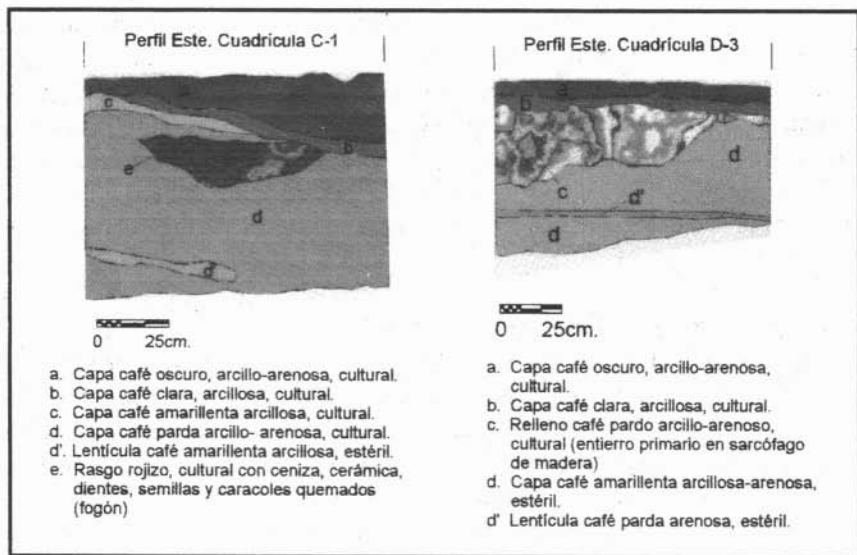 Perfil Este. Cuadrícula C-1
a
c
b
e
d
d'
0 25cm.
a. Capa café oscuro, arcillo-arenosa, cultural.
b. Capa café clara, arcillosa, cultural.
c. Capa café amarillenta arcillosa, cultural.
d. Capa café parda arcillo- arenosa, cultural.
d'. Lentícula café amarillenta arcillosa, estéril.
e. Rasgo rojizo, cultural con ceniza, cerámica,
dientes, semillas y caracoles quemados
(fogón)
Perfil Este. Cuadrícula D-3
a
b
d
c
d'
d
0 25cm.
a. Capa café oscuro, arcillo-arenosa,
cultural.
b. Capa café clara, arcillosa, cultural.
c. Relleno café pardo arcillo-arenoso,
cultural (entierro primario en sarcófago
de madera)
d. Capa café amarillenta arcillosa-arenosa,
estéril.
d' Lentícula café parda arenosa, estéril.